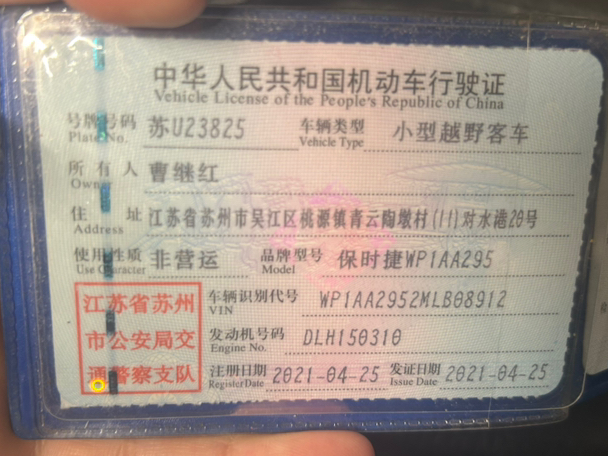 中华人民共和国机动车行驶证
Vehicle License of the People's Republic of China
号牌号码 苏U23825 车辆类型 小型越野客车
Plate No. Vehicle Type
所有人 曹继红
Owner
住址 江苏省苏州市吴江区桃源镇青云陶墩村(11)对水港20号
Address
使用性质 非营运 品牌型号 保时捷WP1AA295
Use Character Model
江苏省苏州 车辆识别代号 WP1AA2952MLB08912
VIN
市公安局交 发动机号码 DLH150310
Engine No.
通警察支队 注册日期 2021-04-25 发证日期 2021-04-25
Register Date Issue Date